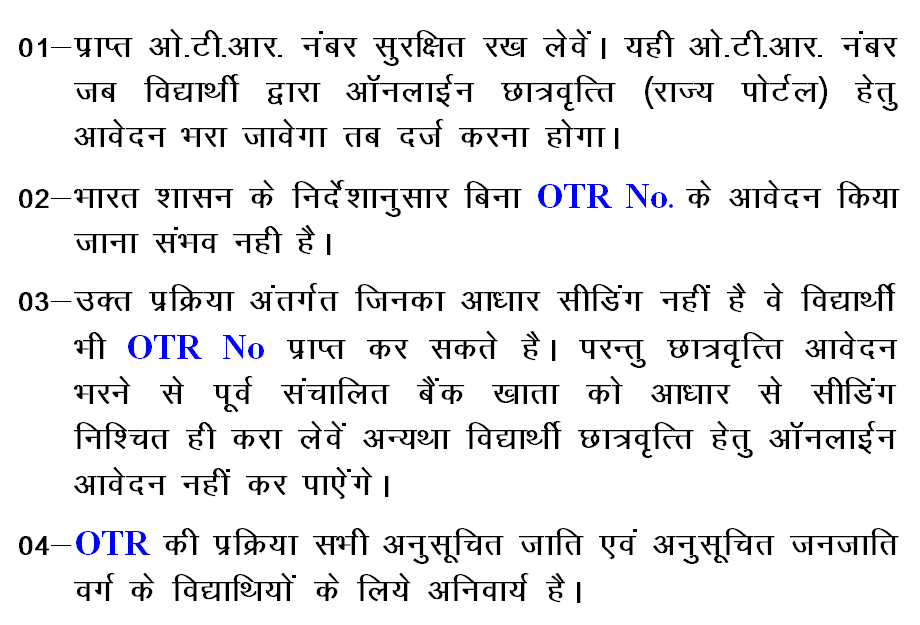 01–प्राप्त ओ.टी.आर. नंबर सुरक्षित रख लेवें। यही ओ.टी.आर. नंबर
जब विद्यार्थी द्वारा ऑनलाईन छात्रवृत्ति (राज्य पोर्टल) हेतु
आवेदन भरा जावेगा तब दर्ज करना होगा।
02–भारत शासन के निर्देशानुसार बिना OTR No. के आवेदन किया
जाना संभव नही है।
03–उक्त प्रक्रिया अंतर्गत जिनका आधार सीडिंग नहीं है वे विद्यार्थी
भी OTR No प्राप्त कर सकते है। परन्तु छात्रवृत्ति आवेदन
भरने से पूर्व संचालित बैंक खाता को आधार से सीडिंग
निश्चित ही करा लेवें अन्यथा विद्यार्थी छात्रवृत्ति हेतु ऑनलाईन
आवेदन नहीं कर पाऐंगे।
04–OTR की प्रक्रिया सभी अनुसूचित जाति एवं अनुसूचित जनजाति
वर्ग के विद्याथियों के लिये अनिवार्य है।